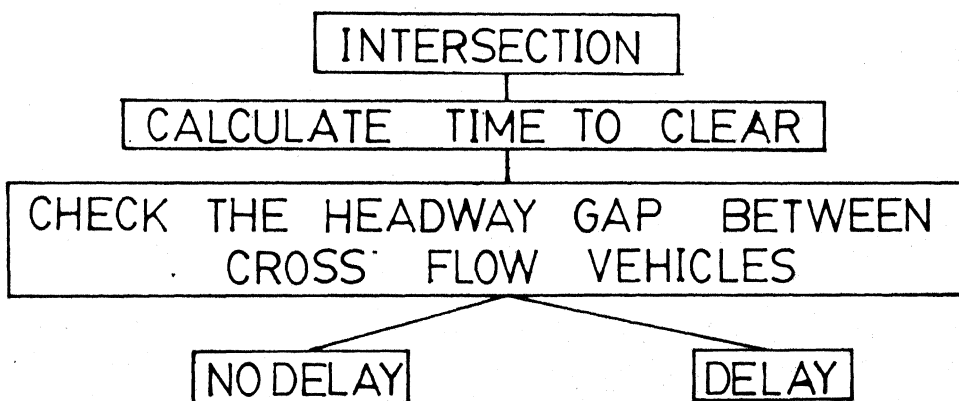 INTERSECTION
CALCULATE TIME TO CLEAR
CHECK THE HEADWAY GAP BETWEEN
CROSS FLOW VEHICLES
NO DELAY
DELAY